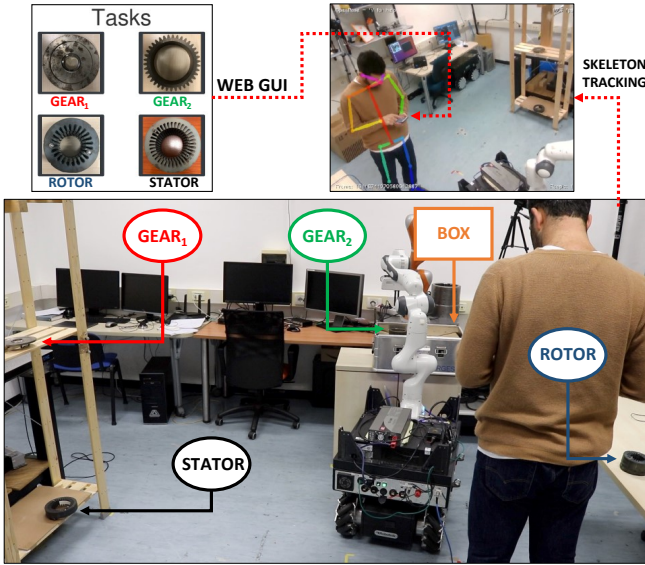 Tasks
GEAR₁
GEAR₂
ROTOR
STATOR
WEB GUI
SKELETON
TRACKING
GEAR₁
GEAR₂
BOX
ROTOR
STATOR